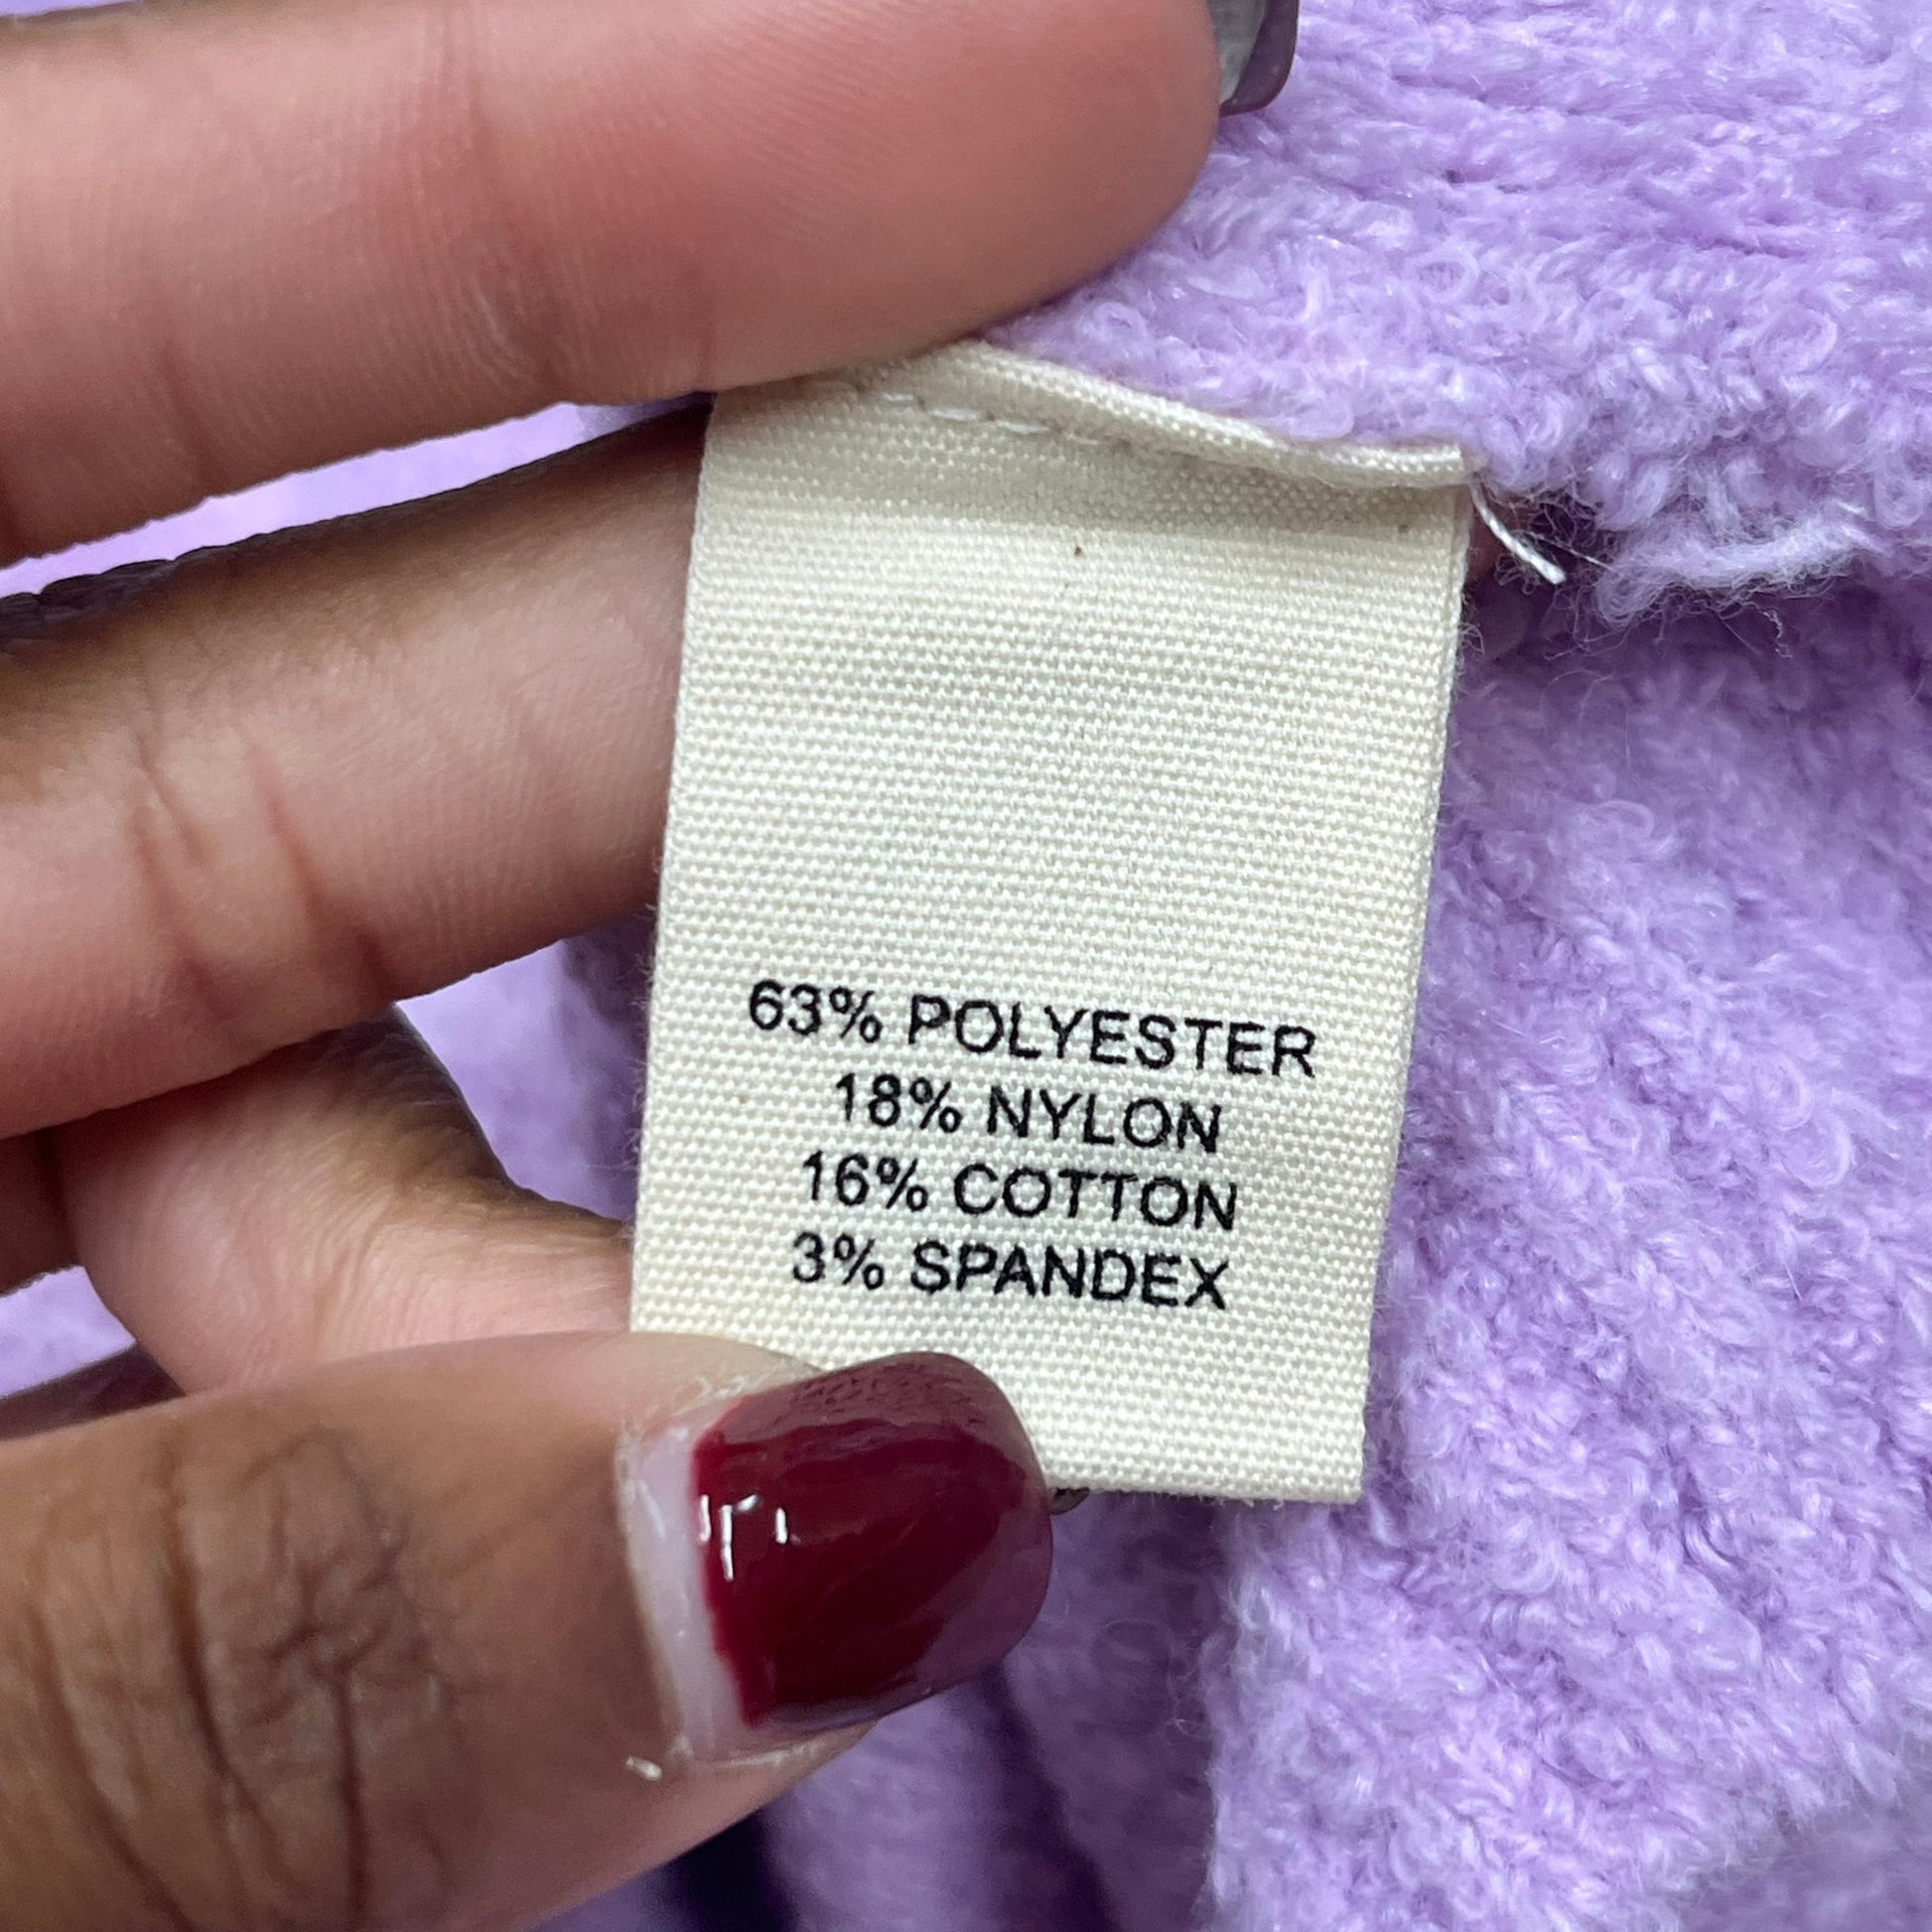 63% POLYESTER
18% NYLON
16% COTTON
3% SPANDEX